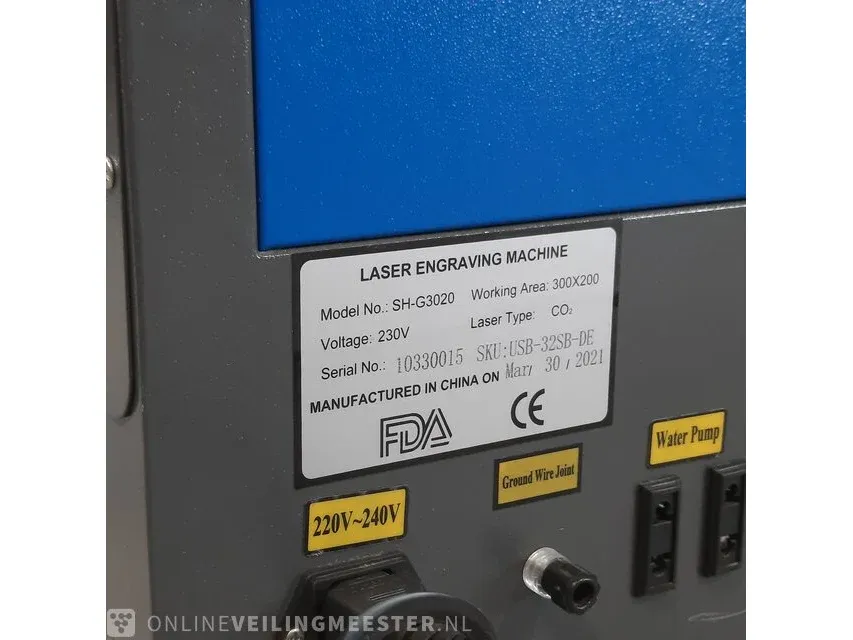 LASER ENGRAVING MACHINE
Model No.: SH-G3020 Working Area: 300X200
Voltage: 230V Laser Type: CO₂
Serial No.: 10330015 SKU:USB-32SB-DE
MANUFACTURED IN CHINA ON Mar, 30, 2021
FDA CE
Water Pump
Ground Wire Joint
220V~240V
ONLINEVEILINGMEESTER.NL